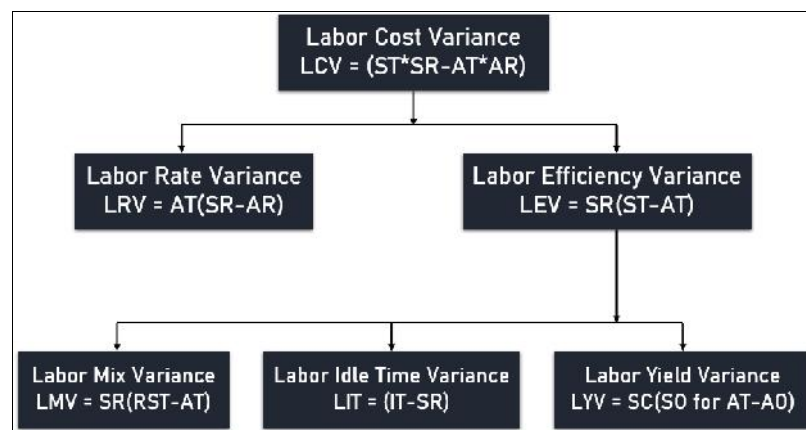 Labor Cost Variance
LCV = (ST*SR-AT*AR)
Labor Rate Variance
LRV = AT(SR-AR)
Labor Efficiency Variance
LEV = SR(ST-AT)
Labor Mix Variance
LMV = SR(RST-AT)
Labor Idle Time Variance
LIT = (IT-SR)
Labor Yield Variance
LYV = SC(SO for AT-AO)